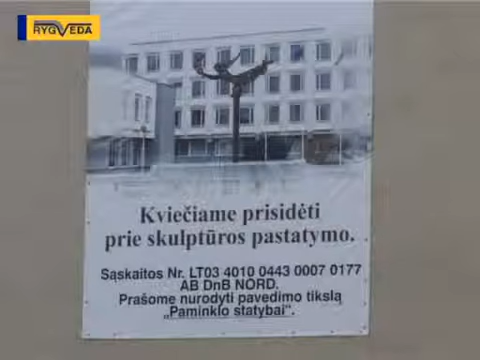 RYGVEDA
Kviečiame prisidėti
prie skulptūros pastatymo.
Sąskaitos Nr. LT03 4010 0443 0007 0177
AB DnB NORD.
Prašome nurodyti pavedimo tikslą
„Paminklo statybai".